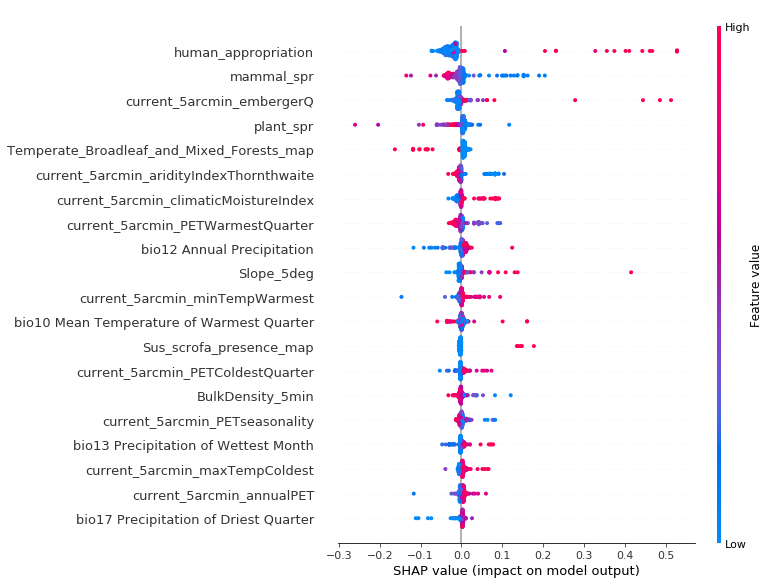 High
human_appropriation
mammal_spr
current_5arcmin_embergerQ
plant_spr
Temperate_Broadleaf_and_Mixed_Forests_map
current_5arcmin_aridityIndexThornthwaite
current_5arcmin_climaticMoistureIndex
current_5arcmin_PETWarmestQuarter
bio12 Annual Precipitation
Slope_5deg
current_5arcmin_minTempWarmest
bio10 Mean Temperature of Warmest Quarter
Sus_scrofa_presence_map
current_5arcmin_PETColdestQuarter
BulkDensity_5min
current_5arcmin_PETseasonality
bio13 Precipitation of Wettest Month
current_5arcmin_maxTempColdest
current_5arcmin_annualPET
bio17 Precipitation of Driest Quarter
Feature value
Low
−0.3 −0.2 −0.1 0.0 0.1 0.2 0.3 0.4 0.5
SHAP value (impact on model output)